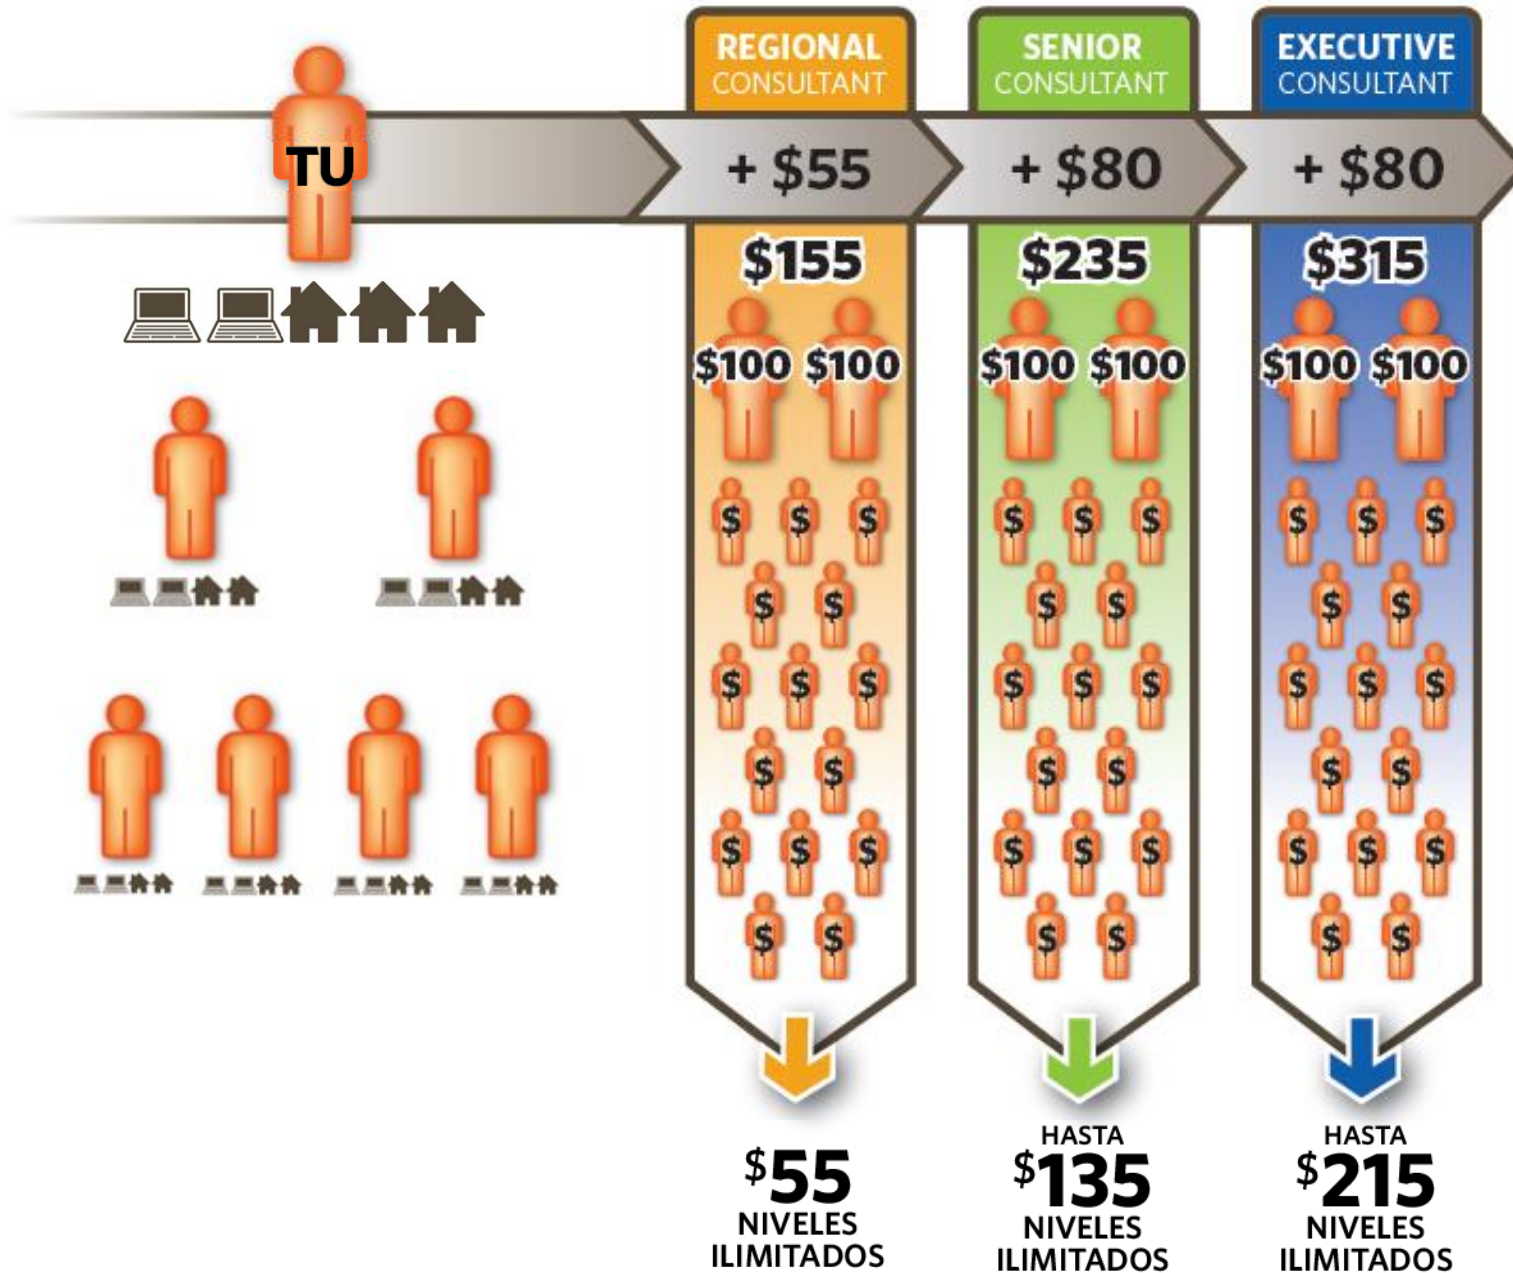 REGIONAL
CONSULTANT
SENIOR
CONSULTANT
EXECUTIVE
CONSULTANT
TU
+ $55
+ $80
+ $80
$155
$235
$315
$100 $100
$100 $100
$100 $100
$ $ $
$ $ $
$ $ $
$ $
$ $
$ $
$ $ $
$ $ $
$ $ $
$ $
$ $
$ $
$ $ $
$ $ $
$ $ $
$ $
$ $
$ $
$55
NIVELES
ILIMITADOS
HASTA
$135
NIVELES
ILIMITADOS
HASTA
$215
NIVELES
ILIMITADOS